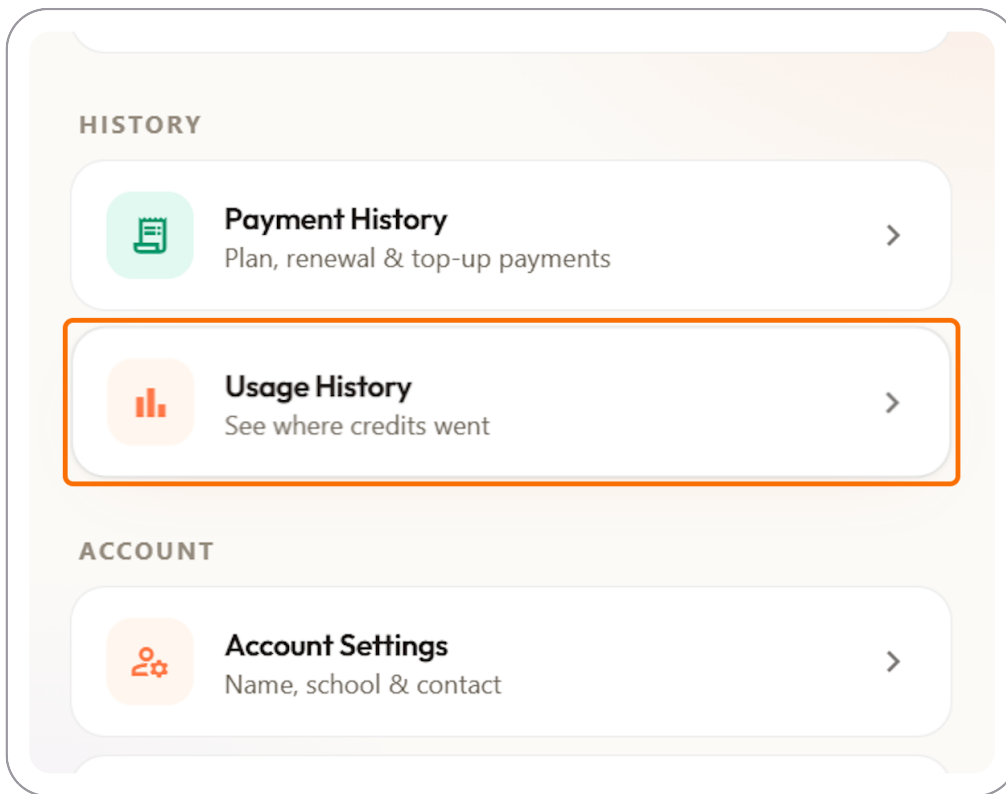 HISTORY
Payment History
Plan, renewal & top-up payments
Usage History
See where credits went
ACCOUNT
Account Settings
Name, school & contact